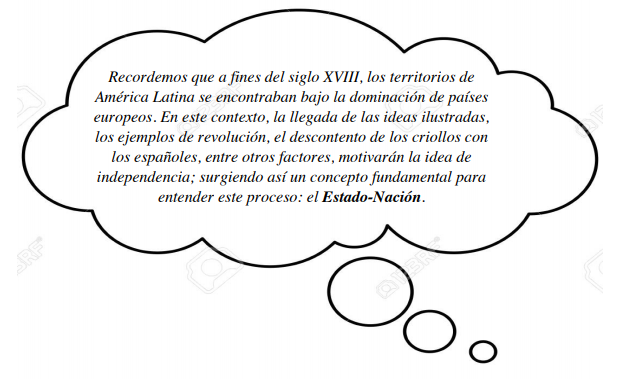 Recordemos que a fines del siglo XVIII, los territorios de
América Latina se encontraban bajo la dominación de países
europeos. En este contexto, la llegada de las ideas ilustradas,
los ejemplos de revolución, el descontento de los criollos con
los españoles, entre otros factores, motivarán la idea de
independencia; surgiendo así un concepto fundamental para
entender este proceso: el Estado-Nación.